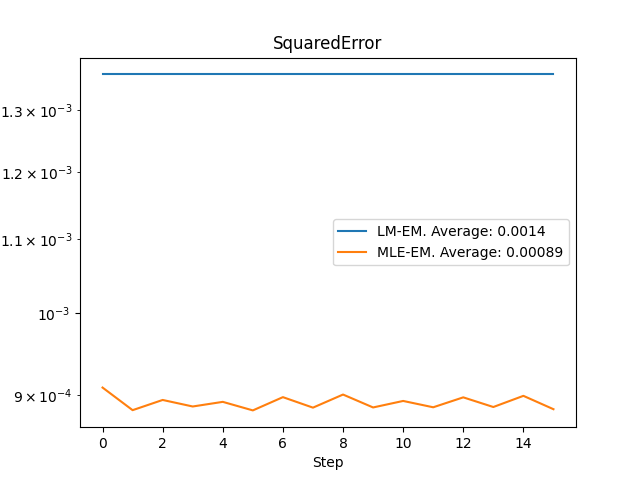 SquaredError
1.3 × 10⁻³
1.2 × 10⁻³
1.1 × 10⁻³
10⁻³
9 × 10⁻⁴
LM-EM. Average: 0.0014
MLE-EM. Average: 0.00089
0 2 4 6 8 10 12 14
Step